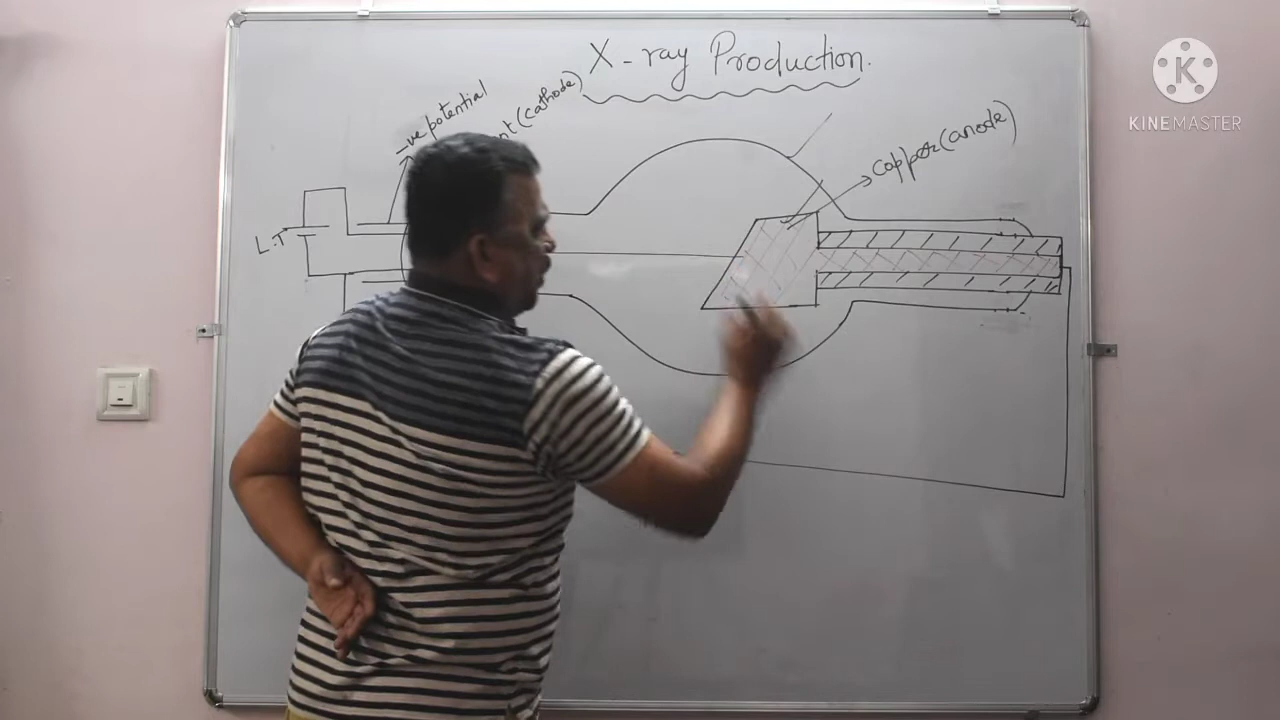 X-ray Production.
-ve potential
(cathode)
copper (anode)
L.T
K
KINEMASTER